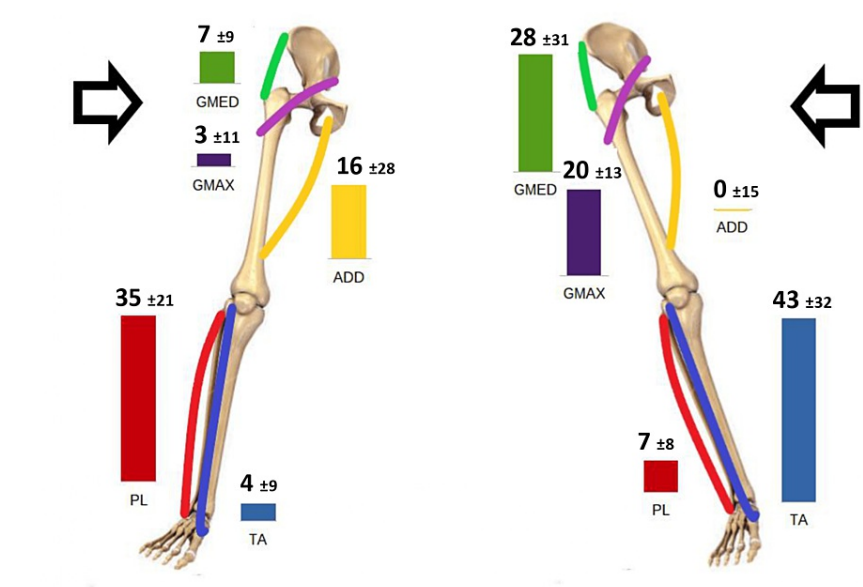 7 ±9
GMED
3 ±11
GMAX
16 ±28
ADD
35 ±21
PL
4 ±9
TA
28 ±31
GMED
20 ±13
GMAX
0 ±15
ADD
7 ±8
PL
43 ±32
TA